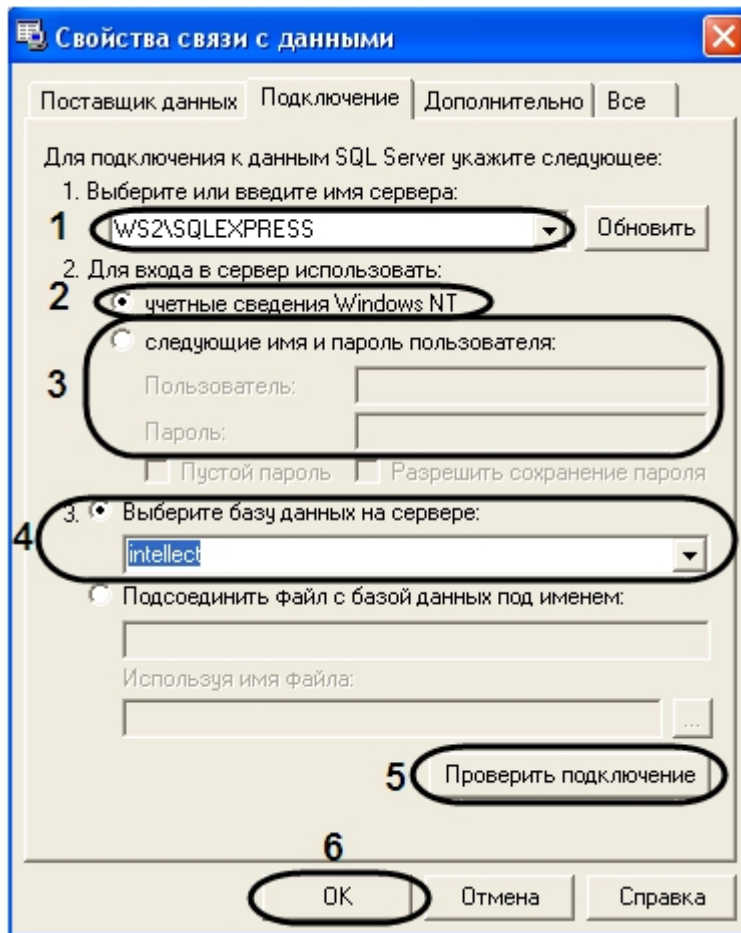 Свойства связи с данными
Поставщик данных Подключение Дополнительно Все
Для подключения к данным SQL Server укажите следующее:
1. Выберите или введите имя сервера:
1 WS2\SQLEXPRESS Обновить
2. Для входа в сервер использовать:
2 учетные сведения Windows NT
следующие имя и пароль пользователя:
3 Пользователь:
Пароль:
Пустой пароль Разрешить сохранение пароля
3. Выберите базу данных на сервере:
4 intellect
Подсоединить файл с базой данных под именем:
Используя имя файла:
...
5 Проверить подключение
6
OK Отмена Справка